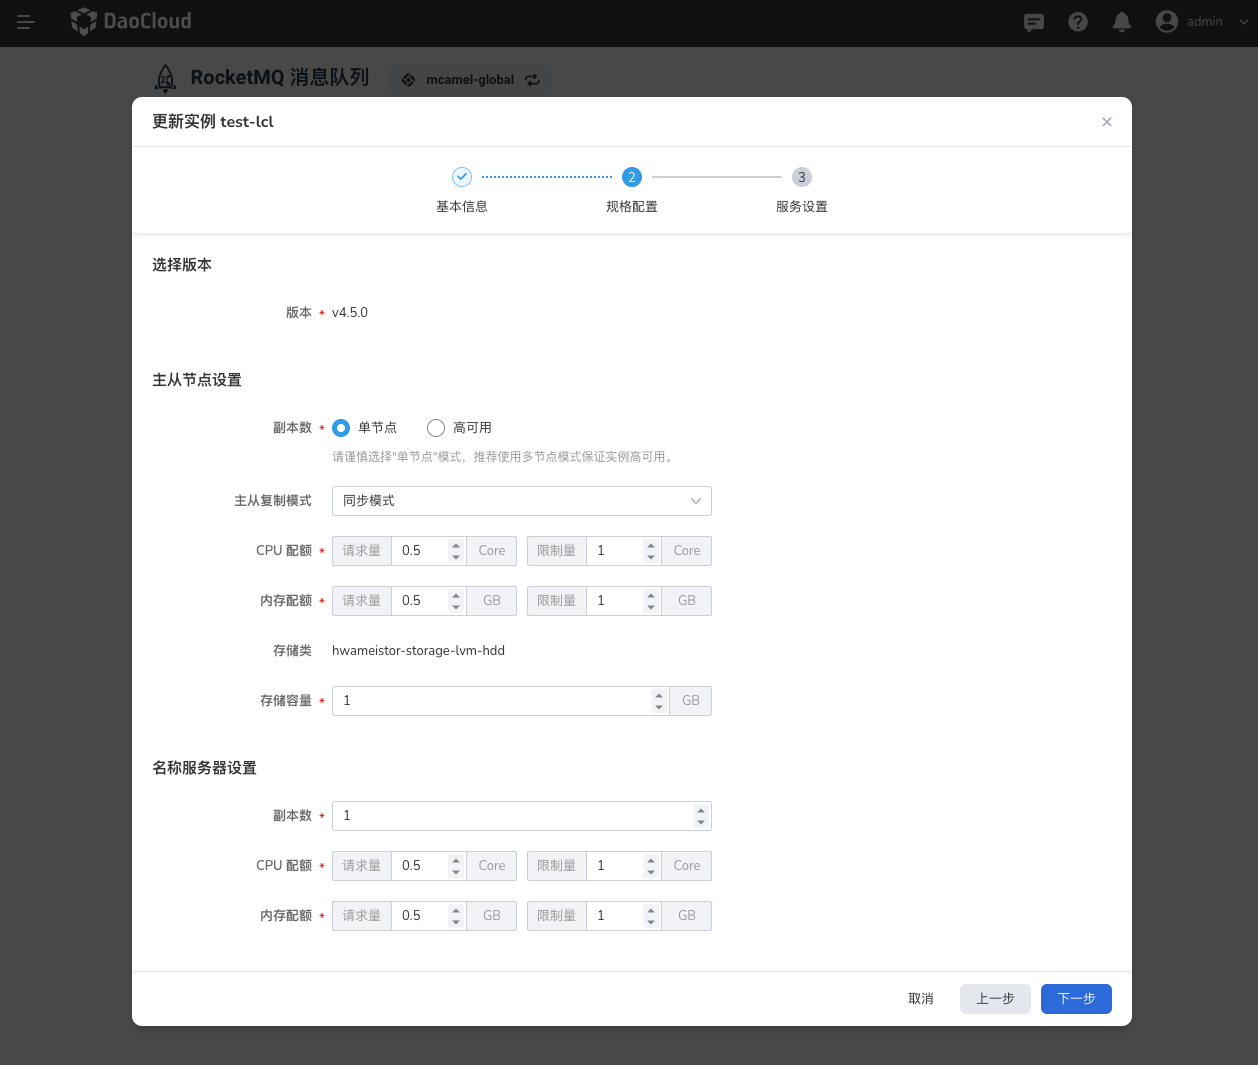 DaoCloud
admin
RocketMQ 消息队列 mcamel-global
更新实例 test-lcl
2 3
基本信息 规格配置 服务设置
选择版本
版本 * v4.5.0
主从节点设置
副本数 * 单节点 高可用
请谨慎选择"单节点"模式，推荐使用多节点模式保证实例高可用。
主从复制模式 同步模式
CPU 配额 * 请求量 0.5 Core 限制量 1 Core
内存配额 * 请求量 0.5 GB 限制量 1 GB
存储类 hwameistor-storage-lvm-hdd
存储容量 * 1 GB
名称服务器设置
副本数 * 1
CPU 配额 * 请求量 0.5 Core 限制量 1 Core
内存配额 * 请求量 0.5 GB 限制量 1 GB
取消 上一步 下一步